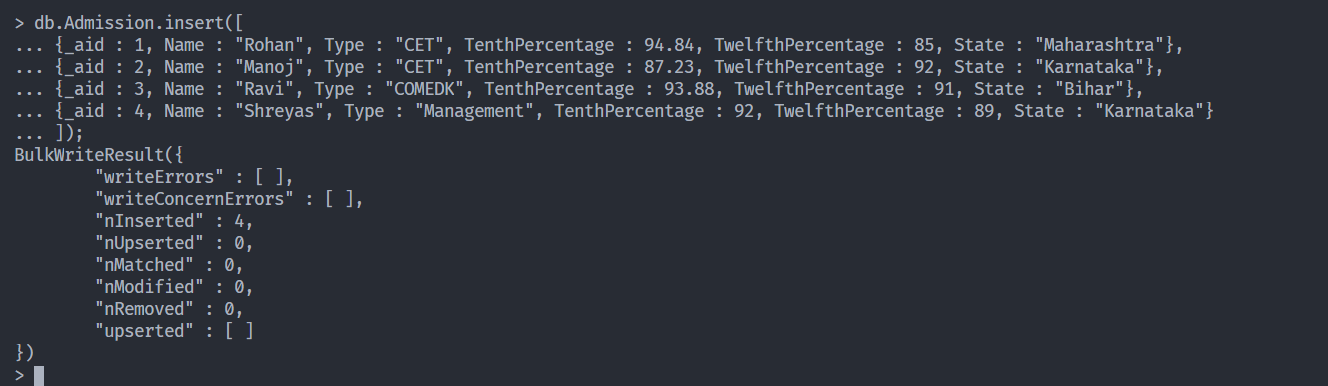 > db.Admission.insert([
... {_aid : 1, Name : "Rohan", Type : "CET", TenthPercentage : 94.84, TwelfthPercentage : 85, State : "Maharashtra"},
... {_aid : 2, Name : "Manoj", Type : "CET", TenthPercentage : 87.23, TwelfthPercentage : 92, State : "Karnataka"},
... {_aid : 3, Name : "Ravi", Type : "COMEDK", TenthPercentage : 93.88, TwelfthPercentage : 91, State : "Bihar"},
... {_aid : 4, Name : "Shreyas", Type : "Management", TenthPercentage : 92, TwelfthPercentage : 89, State : "Karnataka"}
... ]);
BulkWriteResult({
        "writeErrors" : [ ],
        "writeConcernErrors" : [ ],
        "nInserted" : 4,
        "nUpserted" : 0,
        "nMatched" : 0,
        "nModified" : 0,
        "nRemoved" : 0,
        "upserted" : [ ]
})
>